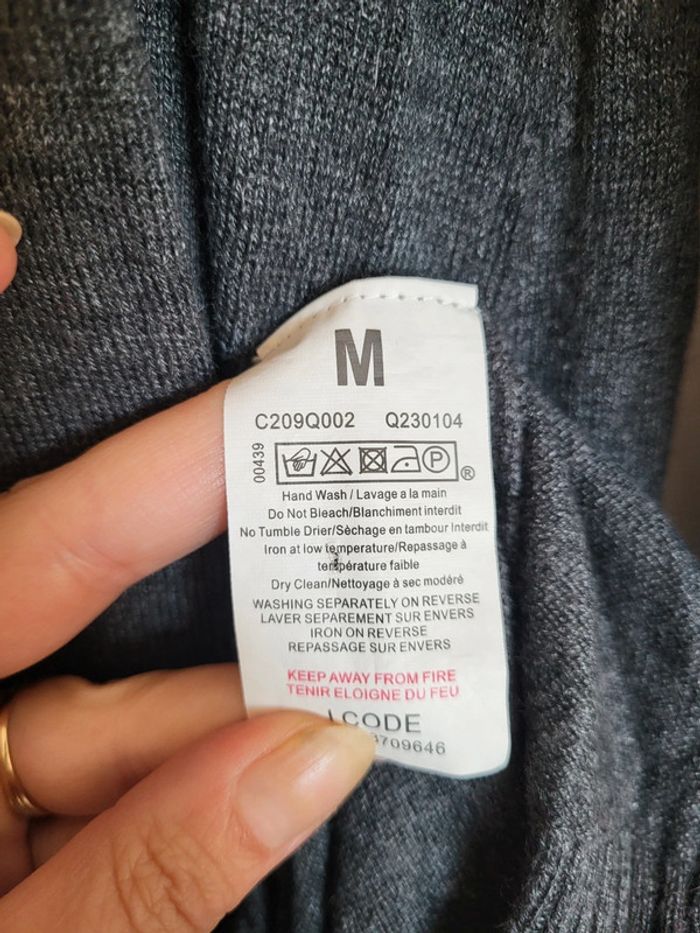 M
C209Q002 Q230104
00439
P ®
Hand Wash / Lavage a la main
Do Not Bleach/Blanchiment interdit
No Tumble Drier/Sèchage en tambour Interdit
Iron at low temperature/Repassage à
température faible
Dry Clean/Nettoyage à sec modéré
WASHING SEPARATELY ON REVERSE
LAVER SEPAREMENT SUR ENVERS
IRON ON REVERSE
REPASSAGE SUR ENVERS
KEEP AWAY FROM FIRE
TENIR ELOIGNE DU FEU
CODE
709646